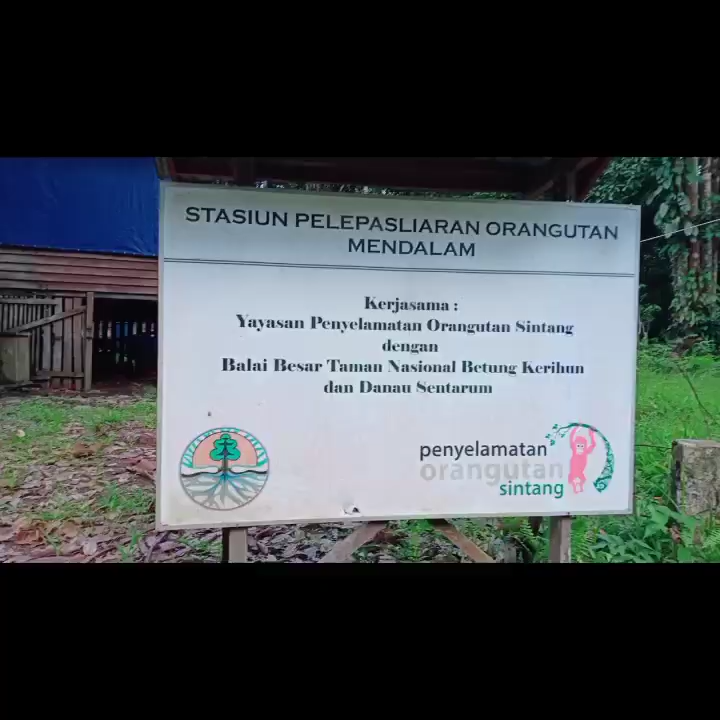 STASIUN PELEPASLIARAN ORANGUTAN
MENDALAM
Kerjasama :
Yayasan Penyelamatan Orangutan Sintang
dengan
Balai Besar Taman Nasional Betung Kerihun
dan Danau Sentarum
penyelamatan
orangutan
sintang